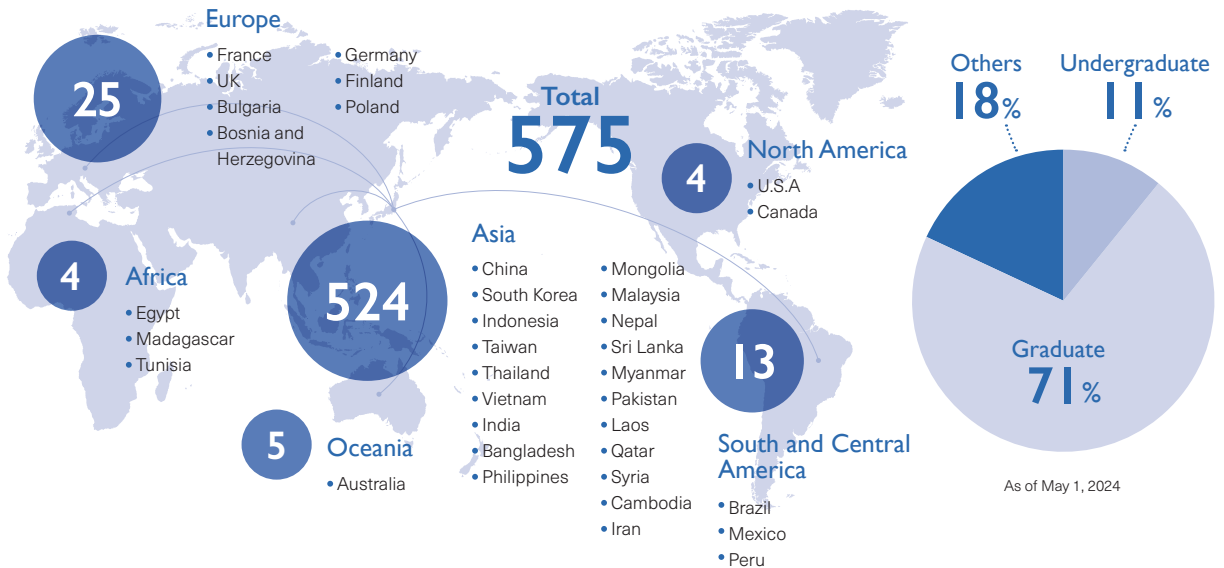 Europe
25
• France
• UK
• Bulgaria
• Bosnia and
Herzegovina
• Germany
• Finland
• Poland
Total
575
4
North America
• U.S.A
• Canada
4
Africa
• Egypt
• Madagascar
• Tunisia
524
Asia
• China
• South Korea
• Indonesia
• Taiwan
• Thailand
• Vietnam
• India
• Bangladesh
• Philippines
• Mongolia
• Malaysia
• Nepal
• Sri Lanka
• Myanmar
• Pakistan
• Laos
• Qatar
• Syria
• Cambodia
• Iran
5
Oceania
• Australia
13
South and Central
America
• Brazil
• Mexico
• Peru
Others
18%
Undergraduate
11 %
Graduate
71 %
As of May 1, 2024